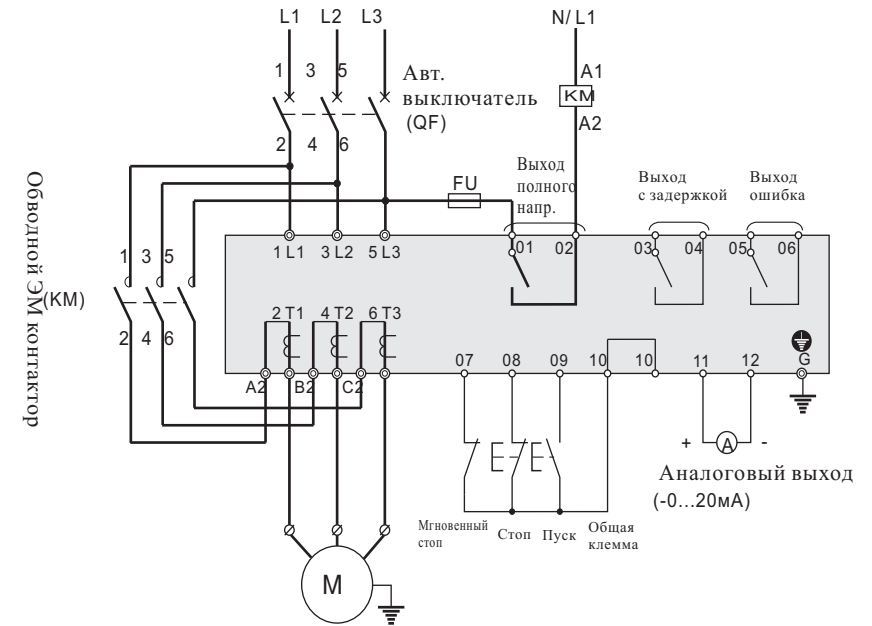 L1 L2 L3 N/ L1
1 3 5 Авт. A1
выключатель KM
(QF) A2
2 4 6
Выход Выход Выход
FU полного с задержкой ошибка
напр.
Обводной ЭМ контактор
(KM)
1 3 5
2 4 6
1 L1 3 L2 5 L3 01 02 03 04 05 06
2 T1 4 T2 6 T3
A2 B2 C2 07 08 09 10 10 11 12 G
+ A -
Аналоговый выход
(-0...20мА)
Мгновенный Стоп Пуск Общая
стоп клемма
M